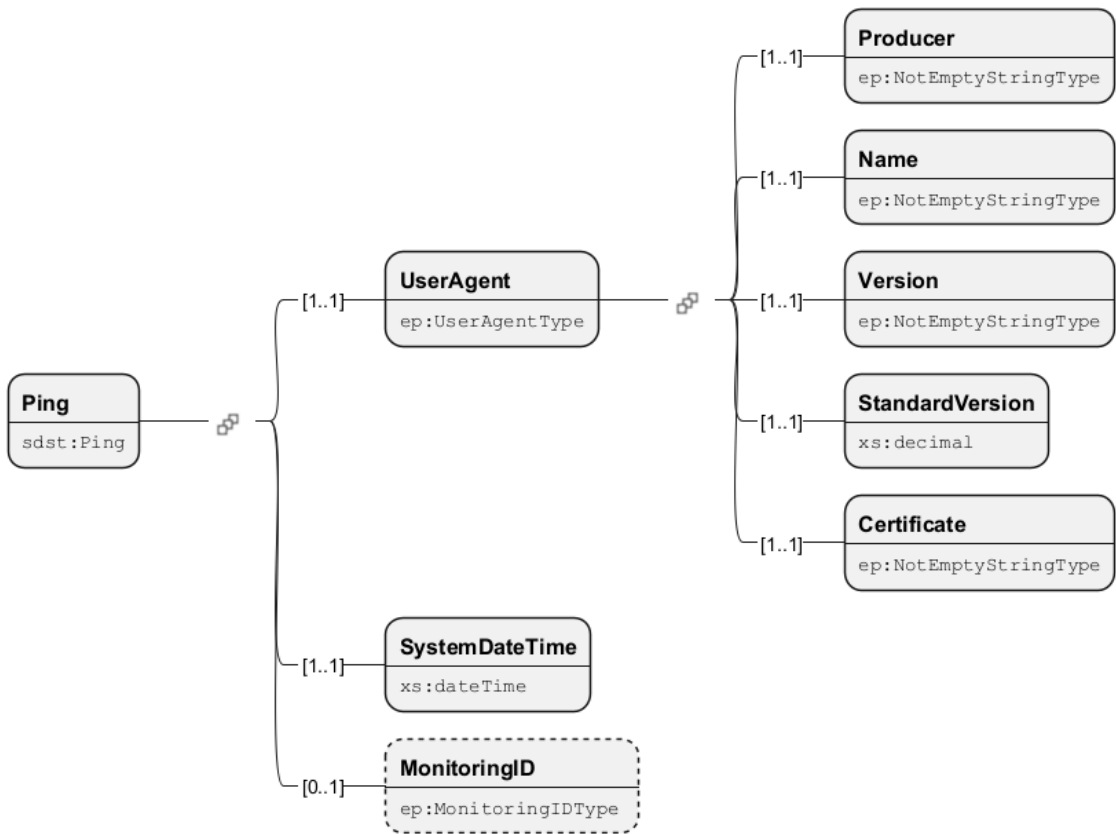 Ping
sdst:Ping
[1..1]
UserAgent
ep:UserAgentType
[1..1]
Producer
ep:NotEmptyStringType
[1..1]
Name
ep:NotEmptyStringType
[1..1]
Version
ep:NotEmptyStringType
[1..1]
StandardVersion
xs:decimal
[1..1]
Certificate
ep:NotEmptyStringType
[1..1]
SystemDateTime
xs:dateTime
[0..1]
MonitoringID
ep:MonitoringIDType